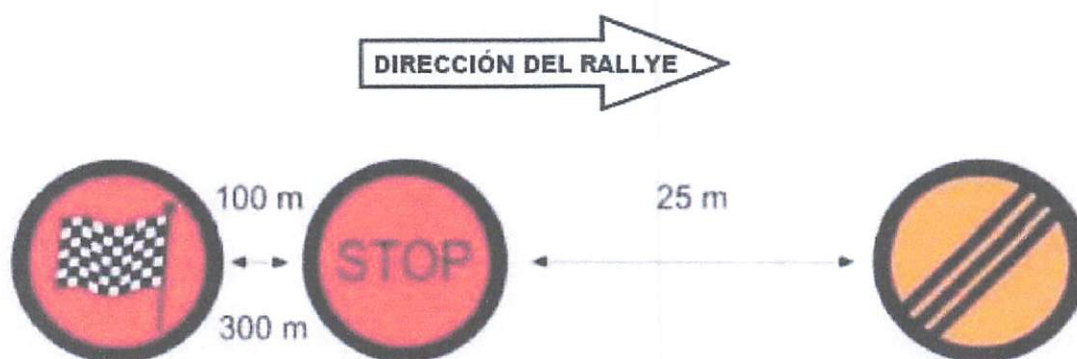 DIRECCIÓN DEL RALLYE
100 m
STOP
25 m
300 m